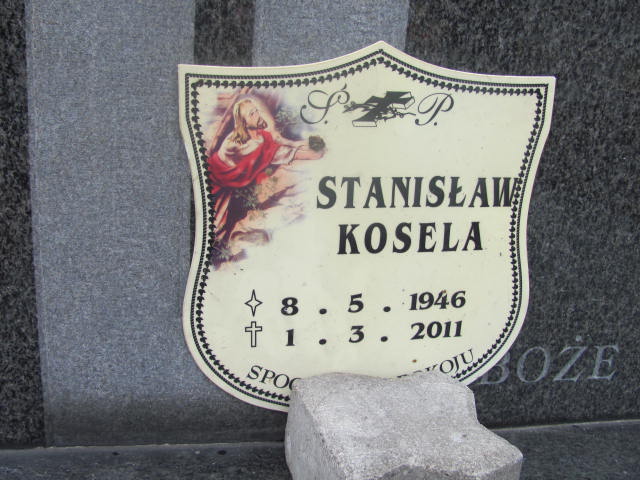 Ś. P.
STANISŁAW
KOSELA
8 . 5 . 1946
1 . 3 . 2011
BOŻE